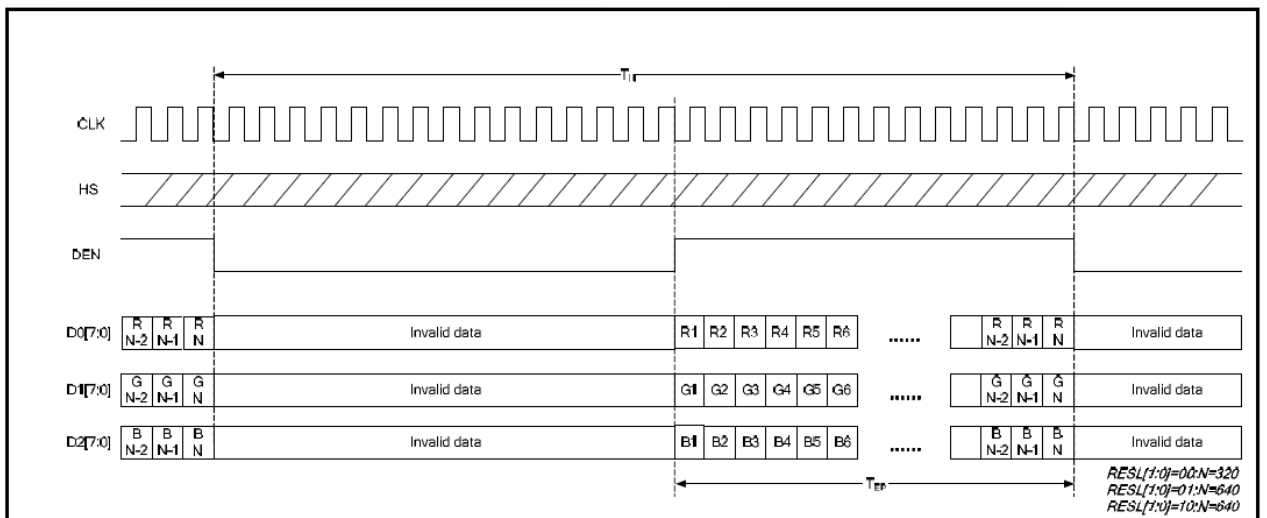 TH
CLK
HS
DEN
D0[7:0] R N-2 R N-1 R N Invalid data R1 R2 R3 R4 R5 R6 ...... R N-2 R N-1 R N Invalid data
D1[7:0] G N-2 G N-1 G N Invalid data G1 G2 G3 G4 G5 G6 ...... G N-2 G N-1 G N Invalid data
D2[7:0] B N-2 B N-1 B N Invalid data B1 B2 B3 B4 B5 B6 ...... B N-2 B N-1 B N Invalid data
TEP
RESL[1:0]=00:N=320
RESL[1:0]=01:N=640
RESL[1:0]=10:N=640